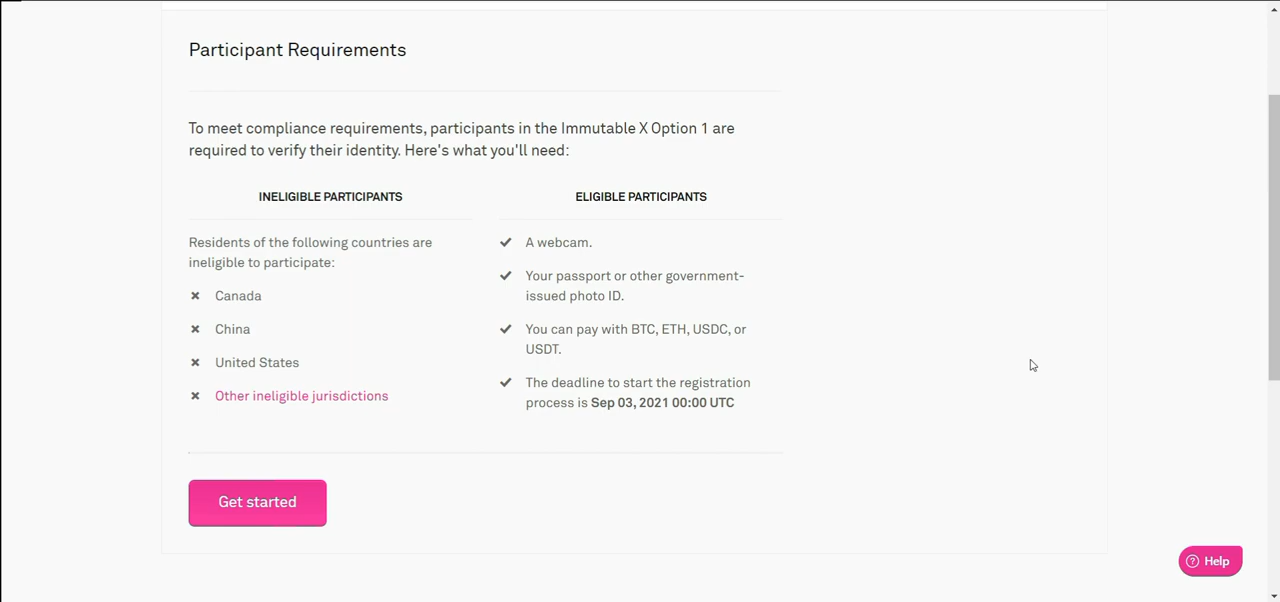 Participant Requirements
To meet compliance requirements, participants in the Immutable X Option 1 are
required to verify their identity. Here's what you'll need:
INELIGIBLE PARTICIPANTS
Residents of the following countries are
ineligible to participate:
Canada
China
United States
Other ineligible jurisdictions
ELIGIBLE PARTICIPANTS
A webcam.
Your passport or other government-
issued photo ID.
You can pay with BTC, ETH, USDC, or
USDT.
The deadline to start the registration
process is Sep 03, 2021 00:00 UTC
Get started
Help